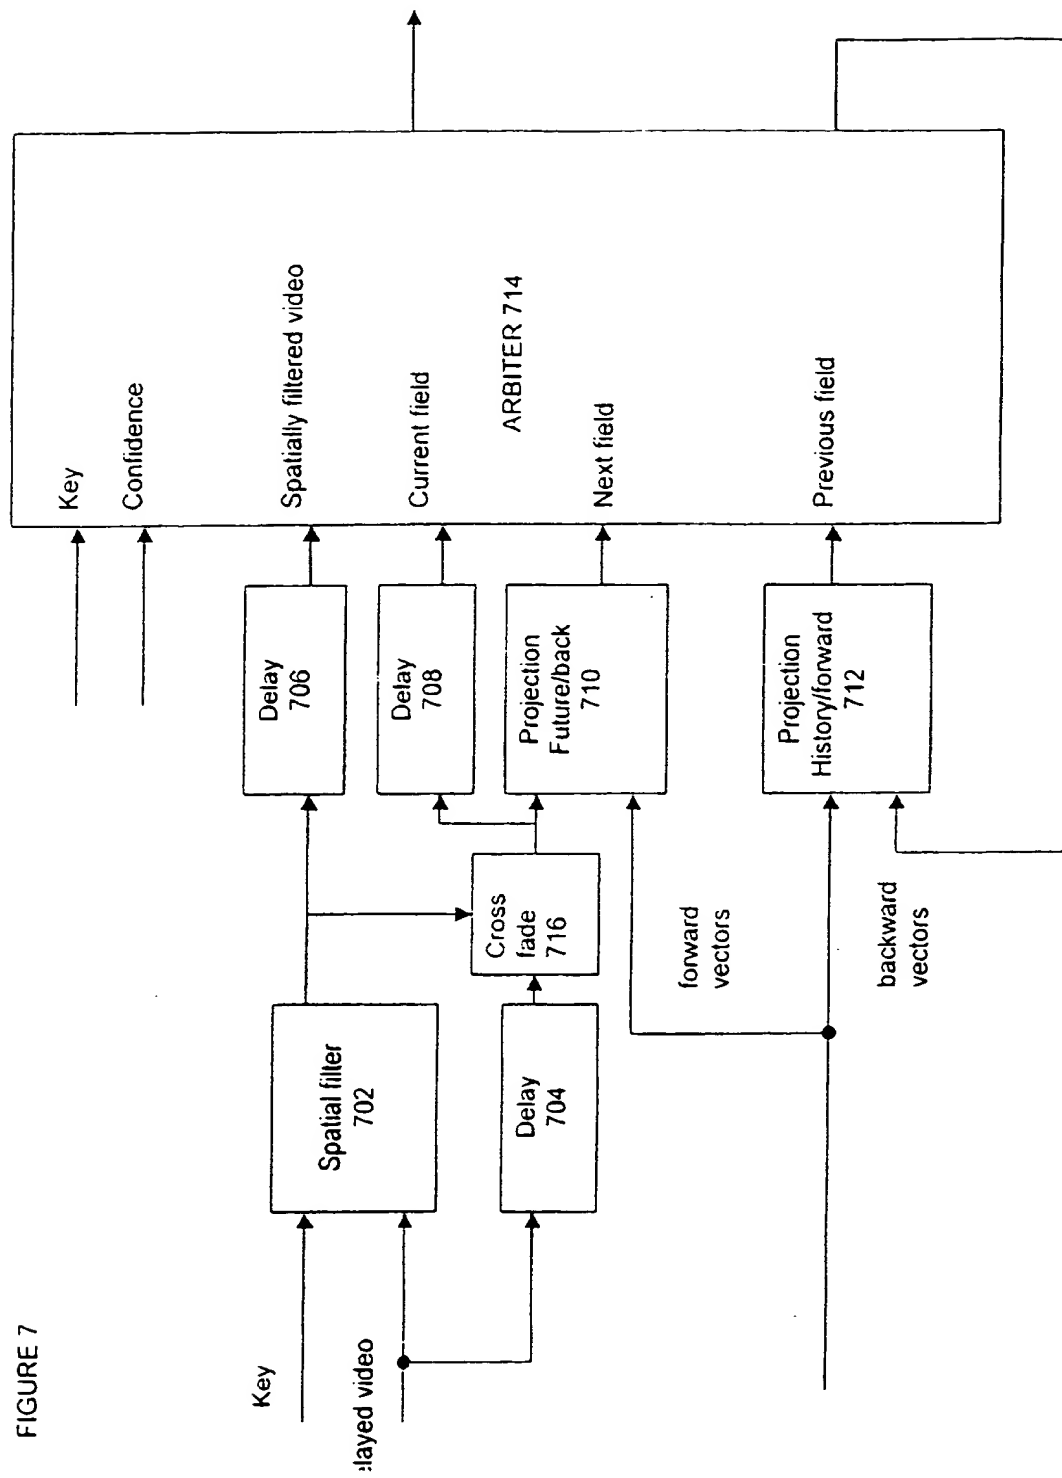 FIGURE 7
Key
elayed video
Spatial filter
702
Delay
704
Cross
fade
716
forward
vectors
backward
vectors
Delay
706
Delay
708
Projection
Future/back
710
Projection
History/forward
712
Key
Confidence
Spatially filtered video
Current field
ARBITER 714
Next field
Previous field